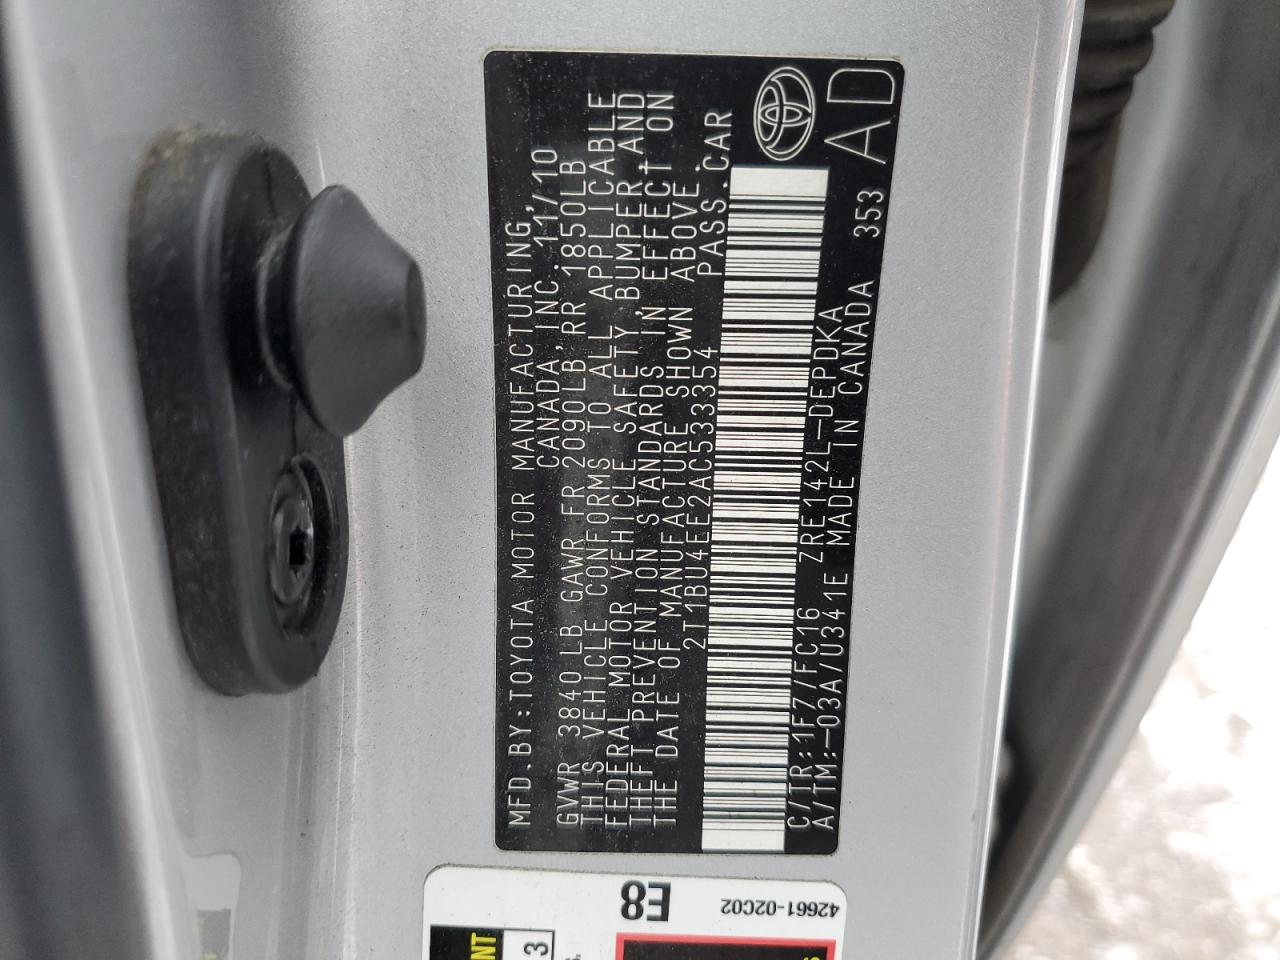 MFD.BY:TOYOTA MOTOR MANUFACTURING,
CANADA,INC. 11/10
GVWR 3840LB GAWR FR 2090LB,RR 1850LB
THIS VEHICLE CONFORMS TO ALL APPLICABLE
FEDERAL MOTOR VEHICLE SAFETY,BUMPER,AND
THEFT PREVENTION STANDARDS IN EFFECT ON
THE DATE OF MANUFACTURE SHOWN ABOVE.
2T1BU4EE2AC533354 PASS.CAR
C/TR:1F7/FC16 ZRE142L-DEPDKA 353
A/TM:-03A/U341E MADE IN CANADA
AD
E8
42661-02C02
NT
3